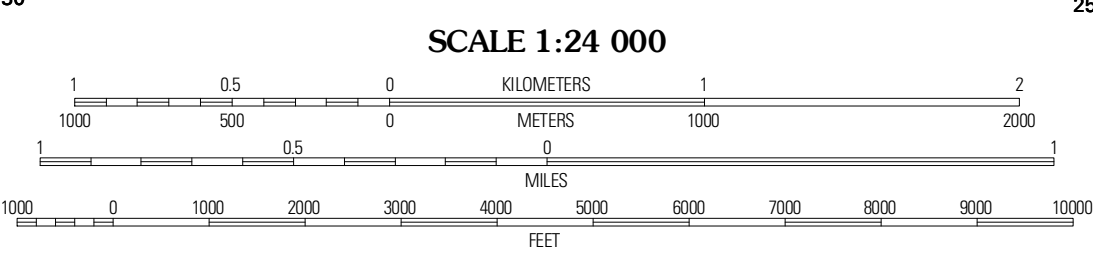 30
25
SCALE 1:24 000
1 0.5 0 KILOMETERS 1 2
1000 500 0 METERS 1000 2000
1 0.5 0 1
MILES
1000 0 1000 2000 3000 4000 5000 6000 7000 8000 9000 10000
FEET